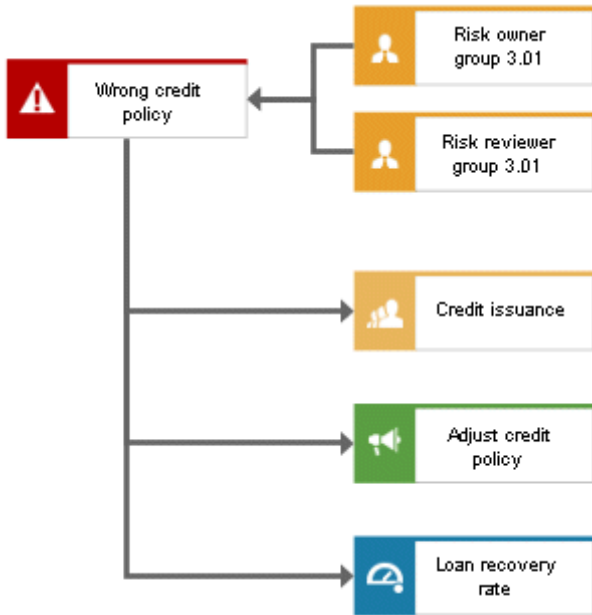 Risk owner
group 3.01
Wrong credit
policy
Risk reviewer
group 3.01
Credit issuance
Adjust credit
policy
Loan recovery
rate